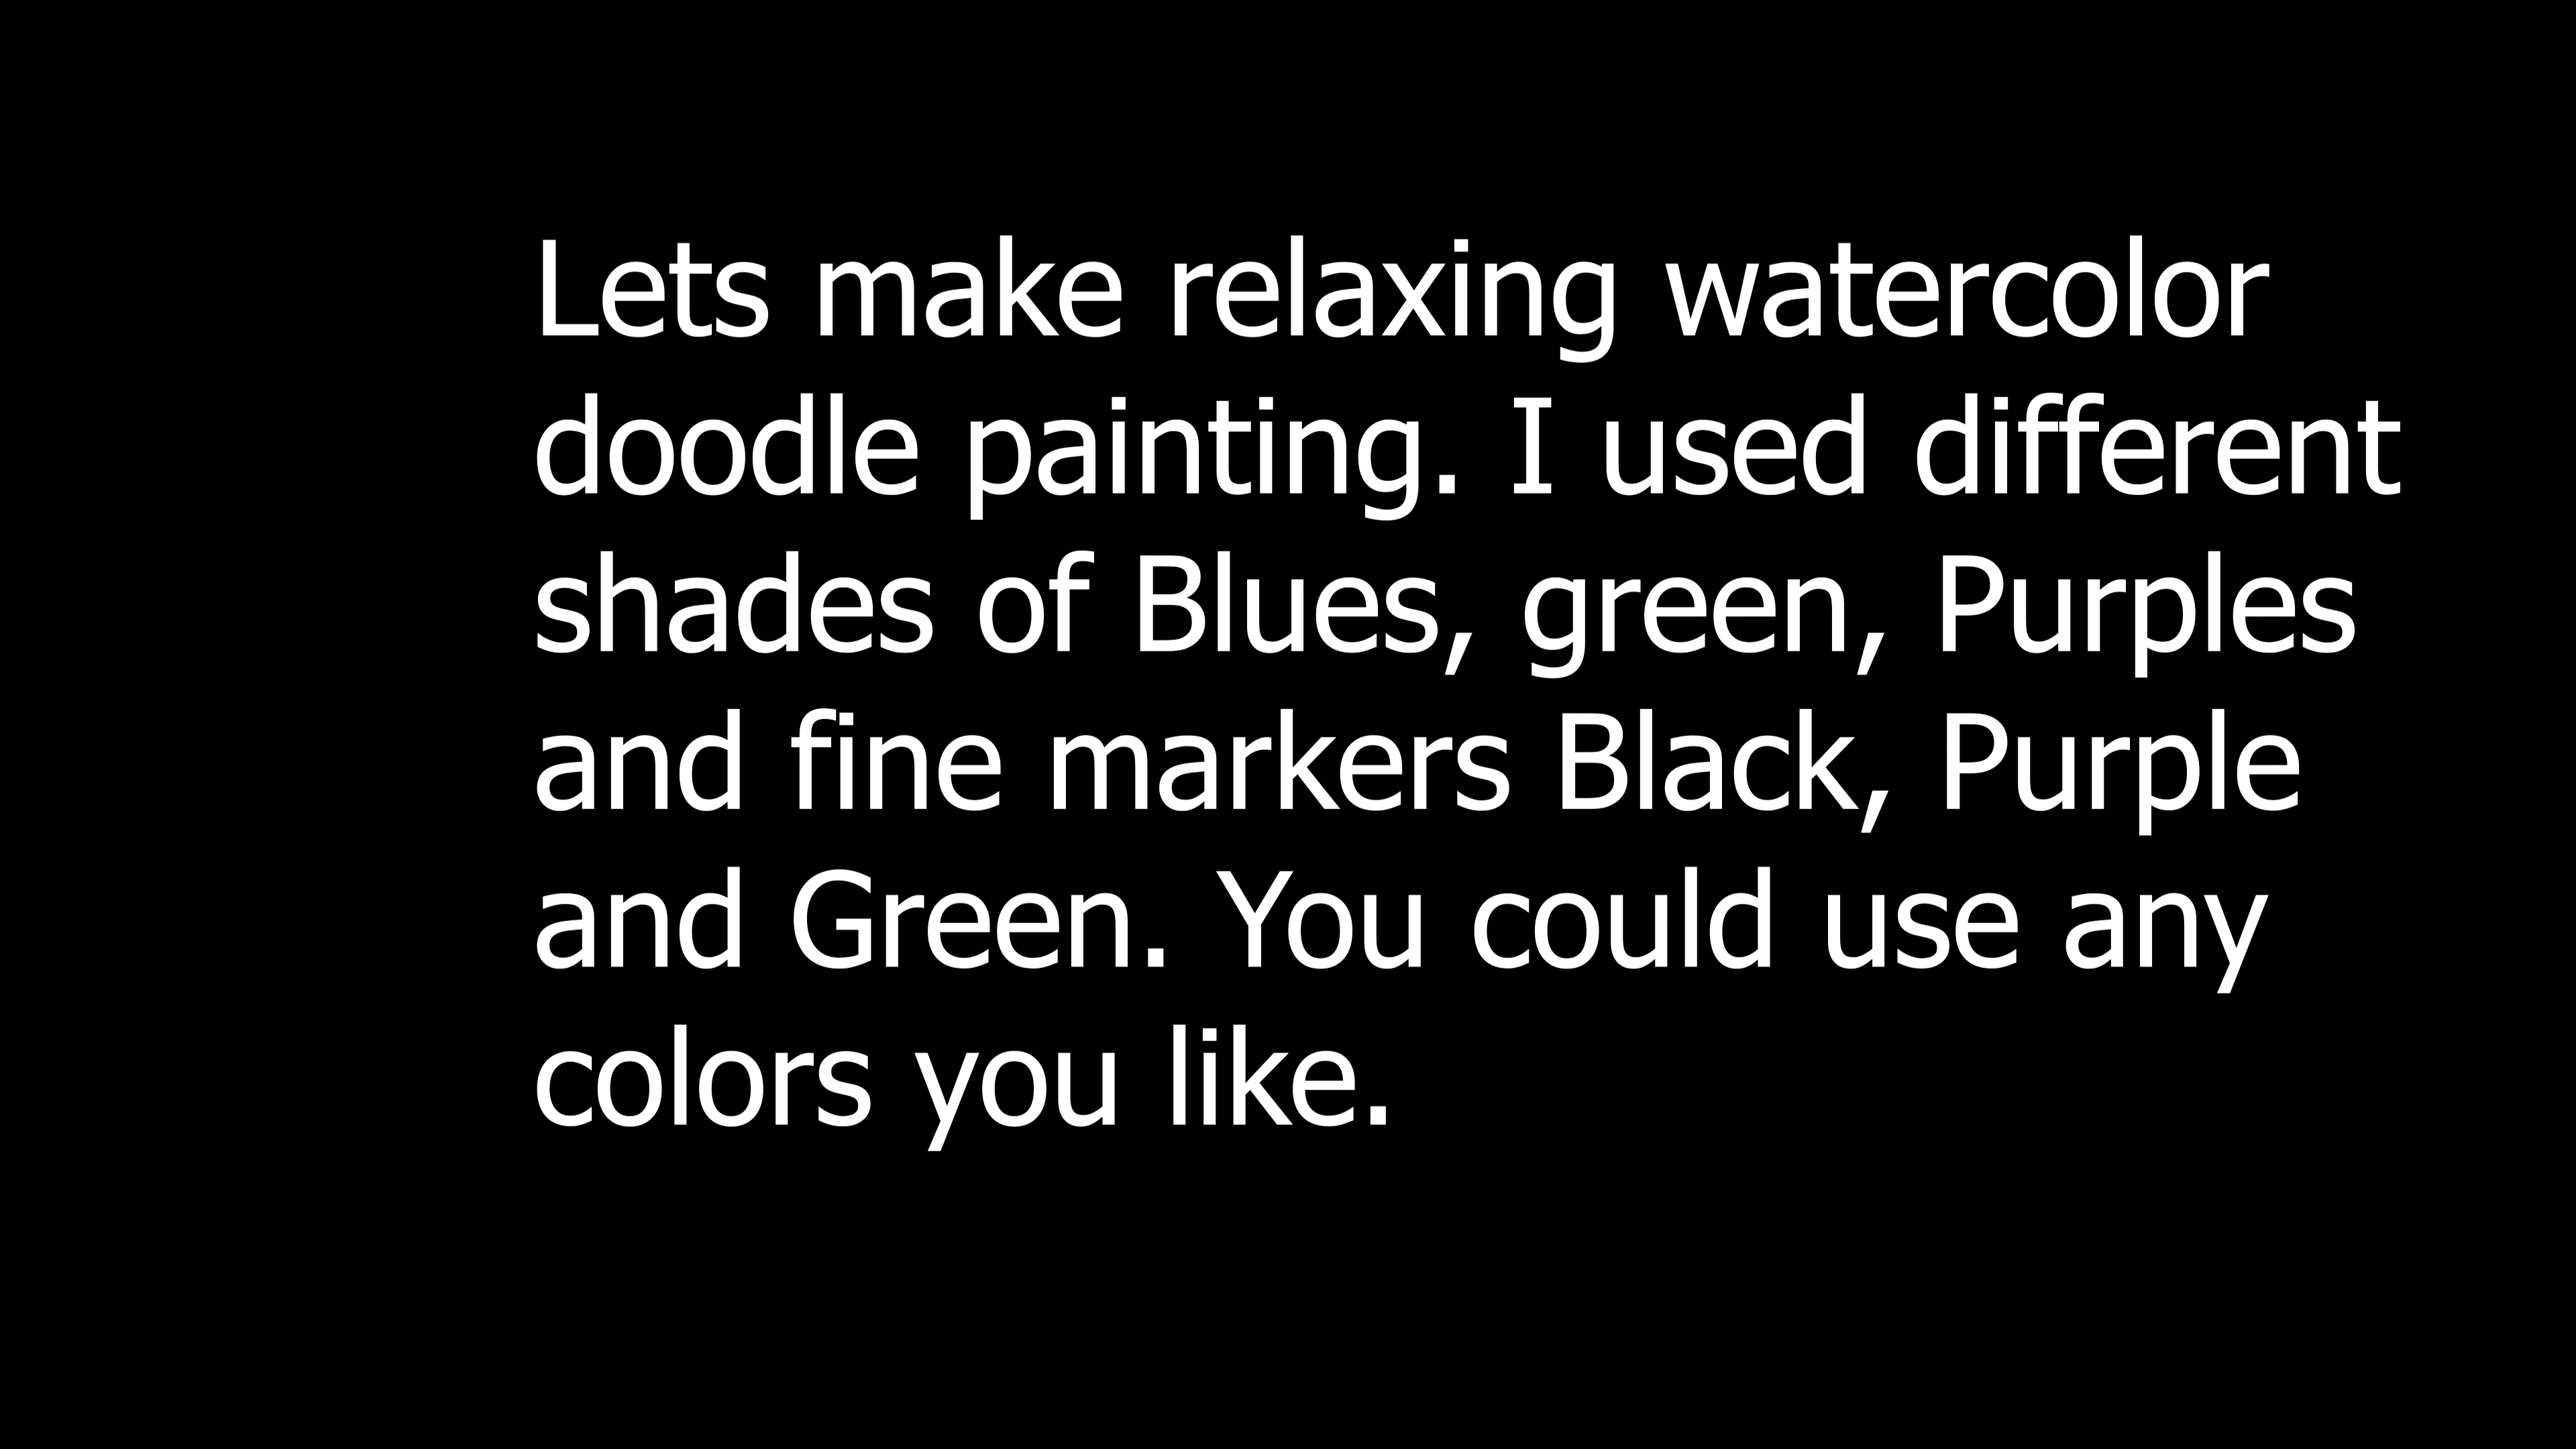 Lets make relaxing watercolor
doodle painting. I used different
shades of Blues, green, Purples
and fine markers Black, Purple
and Green. You could use any
colors you like.